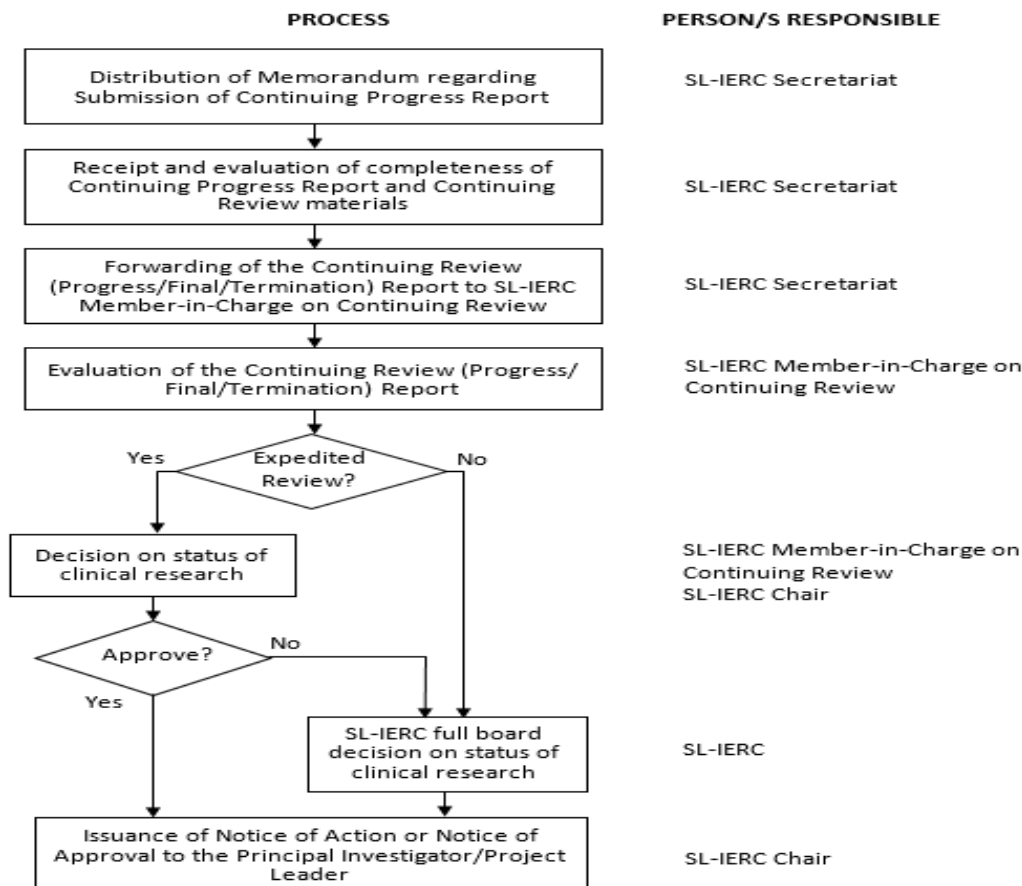 PROCESS
PERSON/S RESPONSIBLE
Distribution of Memorandum regarding
Submission of Continuing Progress Report
SL-IERC Secretariat
Receipt and evaluation of completeness of
Continuing Progress Report and Continuing
Review materials
SL-IERC Secretariat
Forwarding of the Continuing Review
(Progress/Final/Termination) Report to SL-IERC
Member-in-Charge on Continuing Review
SL-IERC Secretariat
Evaluation of the Continuing Review (Progress/
Final/Termination) Report
SL-IERC Member-in-Charge on
Continuing Review
Yes
Expedited
Review?
No
Decision on status of
clinical research
SL-IERC Member-in-Charge on
Continuing Review
SL-IERC Chair
Approve?
No
Yes
SL-IERC full board
decision on status of
clinical research
SL-IERC
Issuance of Notice of Action or Notice of
Approval to the Principal Investigator/Project
Leader
SL-IERC Chair